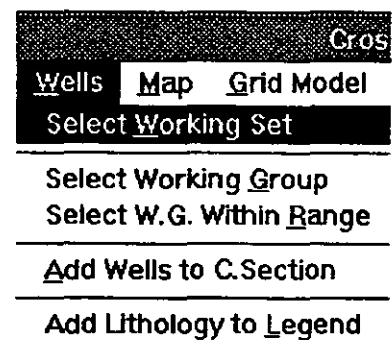 Cros
Wells Map Grid Model
Select Working Set
Select Working Group
Select W.G. Within Range
Add Wells to C.Section
Add Lithology to Legend